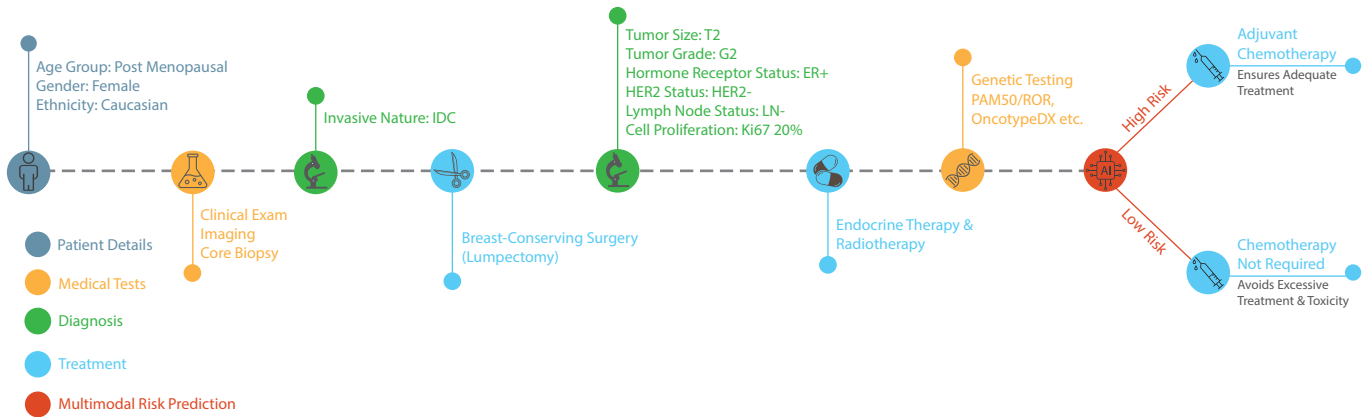 Age Group: Post Menopausal
Gender: Female
Ethnicity: Caucasian
Clinical Exam
Imaging
Core Biopsy
Invasive Nature: IDC
Breast-Conserving Surgery
(Lumpectomy)
Tumor Size: T2
Tumor Grade: G2
Hormone Receptor Status: ER+
HER2 Status: HER2-
Lymph Node Status: LN-
Cell Proliferation: Ki67 20%
Endocrine Therapy &
Radiotherapy
Genetic Testing
PAM50/ROR,
OncotypeDX etc.
AI
High Risk
Adjuvant
Chemotherapy
Ensures Adequate
Treatment
Low Risk
Chemotherapy
Not Required
Avoids Excessive
Treatment & Toxicity
Patient Details
Medical Tests
Diagnosis
Treatment
Multimodal Risk Prediction